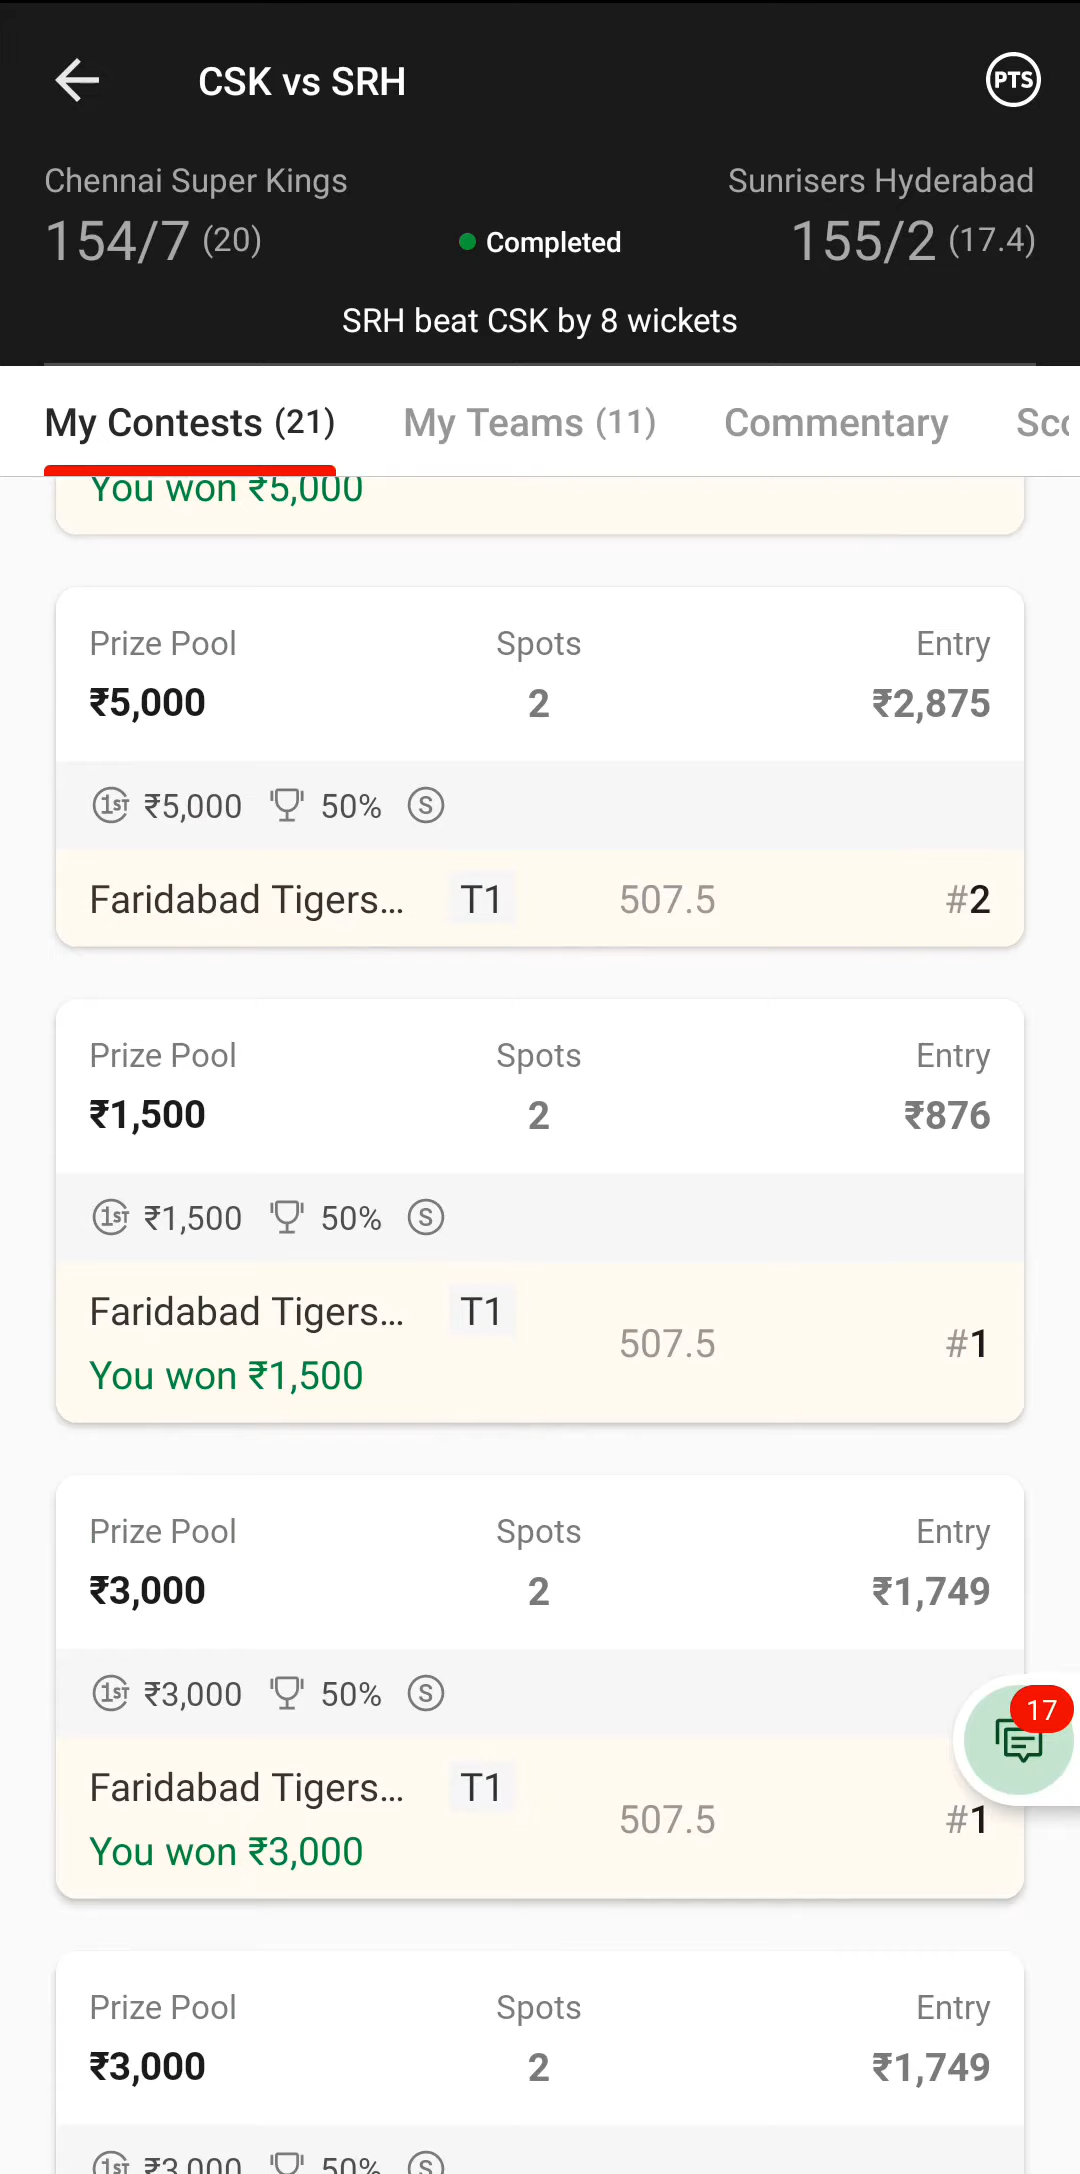 CSK vs SRH
PTS
Chennai Super Kings
Sunrisers Hyderabad
154/7 (20)
Completed
155/2 (17.4)
SRH beat CSK by 8 wickets
My Contests (21)
My Teams (11)
Commentary
Sco
You won ₹5,000
Prize Pool
Spots
Entry
₹5,000
2
₹2,875
1ST ₹5,000 50% S
Faridabad Tigers... T1 507.5 #2
Prize Pool
Spots
Entry
₹1,500
2
₹876
1ST ₹1,500 50% S
Faridabad Tigers... T1
507.5 #1
You won ₹1,500
Prize Pool
Spots
Entry
₹3,000
2
₹1,749
1ST ₹3,000 50% S
17
Faridabad Tigers... T1
507.5 #1
You won ₹3,000
Prize Pool
Spots
Entry
₹3,000
2
₹1,749
1ST ₹3,000 50% S